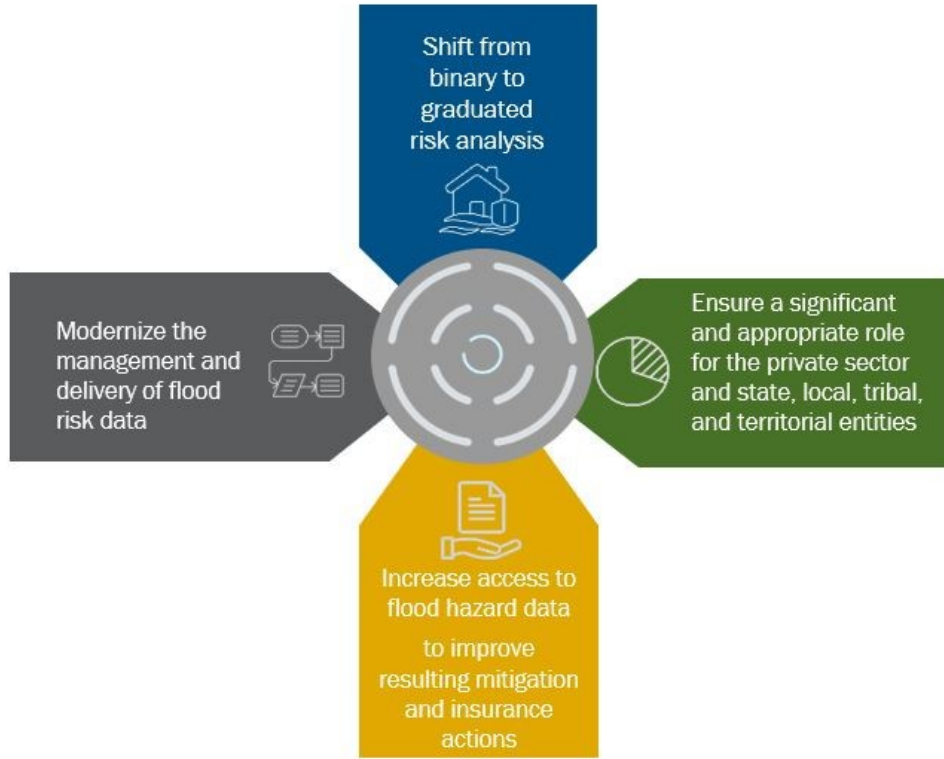 Shift from
binary to
graduated
risk analysis
Modernize the
management and
delivery of flood
risk data
Ensure a significant
and appropriate role
for the private sector
and state, local, tribal,
and territorial entities
Increase access to
flood hazard data
to improve
resulting mitigation
and insurance
actions